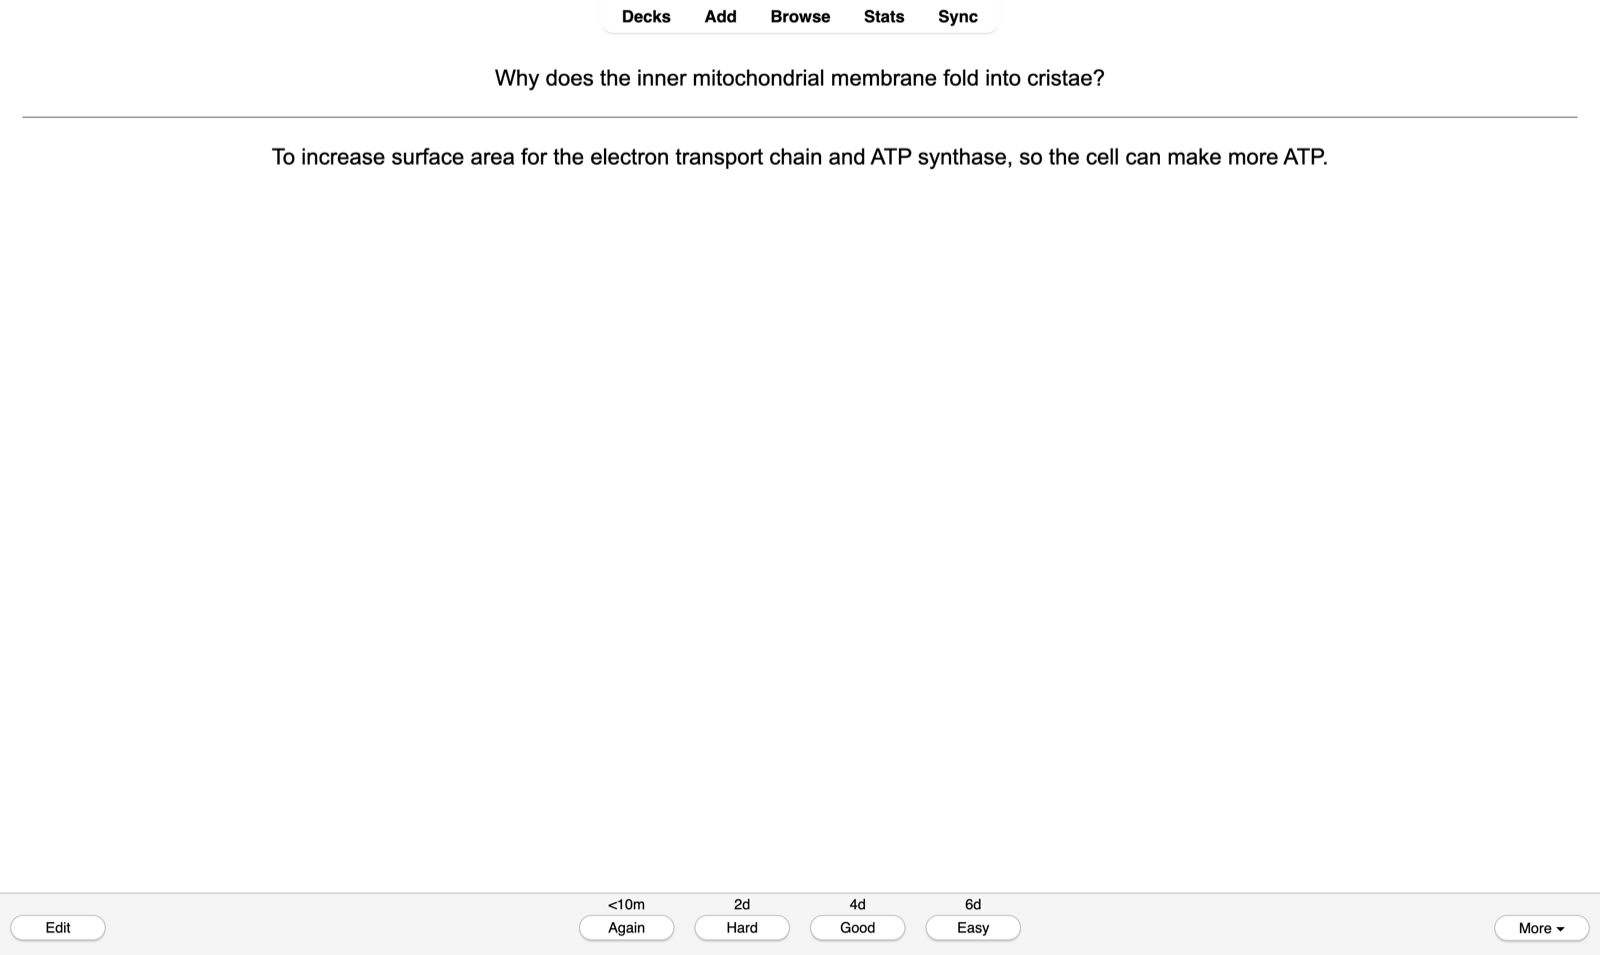 Decks Add Browse Stats Sync
Why does the inner mitochondrial membrane fold into cristae?
To increase surface area for the electron transport chain and ATP synthase, so the cell can make more ATP.
<10m 2d 4d 6d
Edit Again Hard Good Easy More